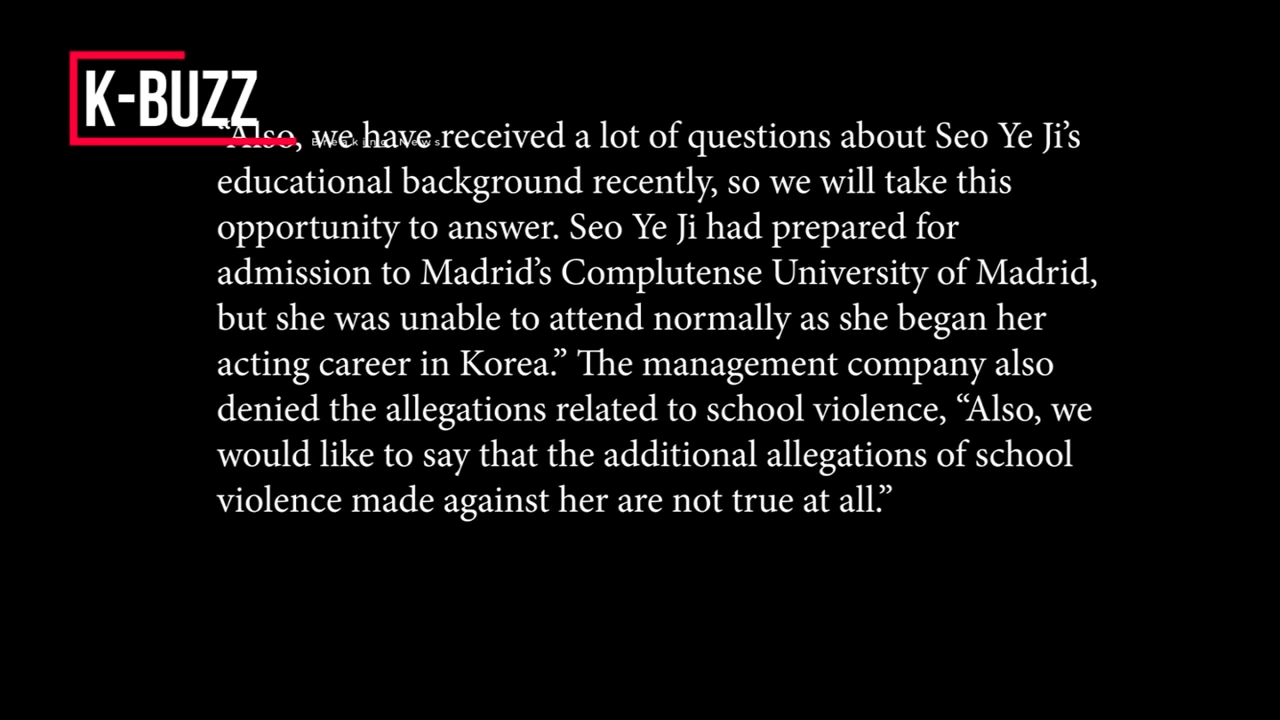 K-BUZZ
Breaking News
“Also, we have received a lot of questions about Seo Ye Ji’s
educational background recently, so we will take this
opportunity to answer. Seo Ye Ji had prepared for
admission to Madrid’s Complutense University of Madrid,
but she was unable to attend normally as she began her
acting career in Korea.” The management company also
denied the allegations related to school violence, “Also, we
would like to say that the additional allegations of school
violence made against her are not true at all.”